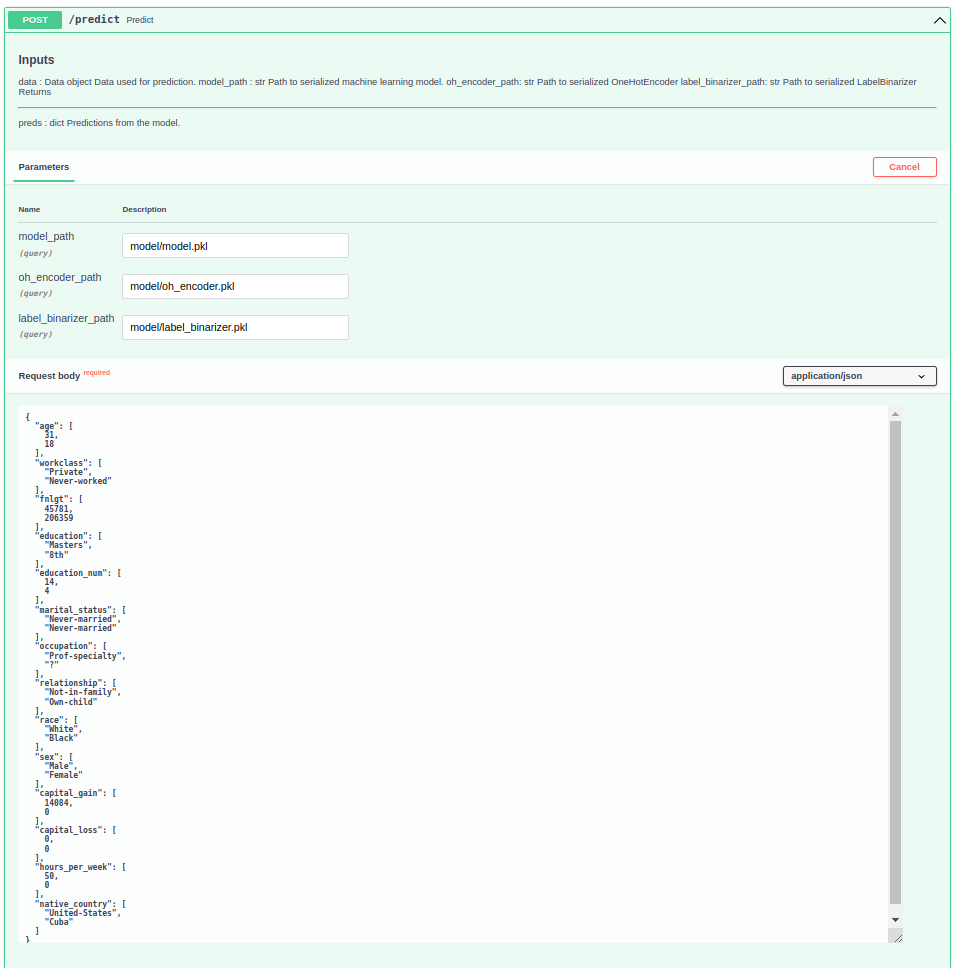 POST /predict Predict
Inputs
data : Data object Data used for prediction. model_path : str Path to serialized machine learning model. oh_encoder_path: str Path to serialized OneHotEncoder label_binarizer_path: str Path to serialized LabelBinarizer
Returns
preds : dict Predictions from the model.
Parameters
Cancel
Name Description
model_path
(query)
model/model.pkl
oh_encoder_path
(query)
model/oh_encoder.pkl
label_binarizer_path
(query)
model/label_binarizer.pkl
Request body required
application/json
{
  "age": [
    31,
    18
  ],
  "workclass": [
    "Private",
    "Never-worked"
  ],
  "fnlgt": [
    45781,
    206359
  ],
  "education": [
    "Masters",
    "8th"
  ],
  "education_num": [
    14,
    4
  ],
  "marital_status": [
    "Never-married",
    "Never-married"
  ],
  "occupation": [
    "Prof-specialty",
    "?"
  ],
  "relationship": [
    "Not-in-family",
    "Own-child"
  ],
  "race": [
    "White",
    "Black"
  ],
  "sex": [
    "Male",
    "Female"
  ],
  "capital_gain": [
    14084,
    0
  ],
  "capital_loss": [
    0,
    0
  ],
  "hours_per_week": [
    50,
    0
  ],
  "native_country": [
    "United-States",
    "Cuba"
  ]
}